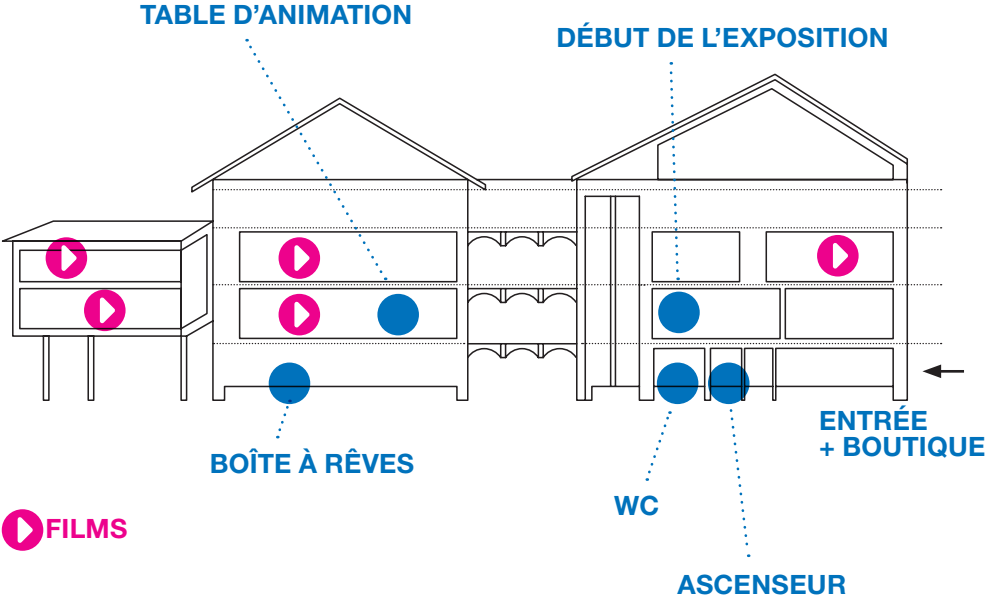 TABLE D’ANIMATION
DÉBUT DE L’EXPOSITION
ENTRÉE
+ BOUTIQUE
BOÎTE À RÊVES
WC
FILMS
ASCENSEUR